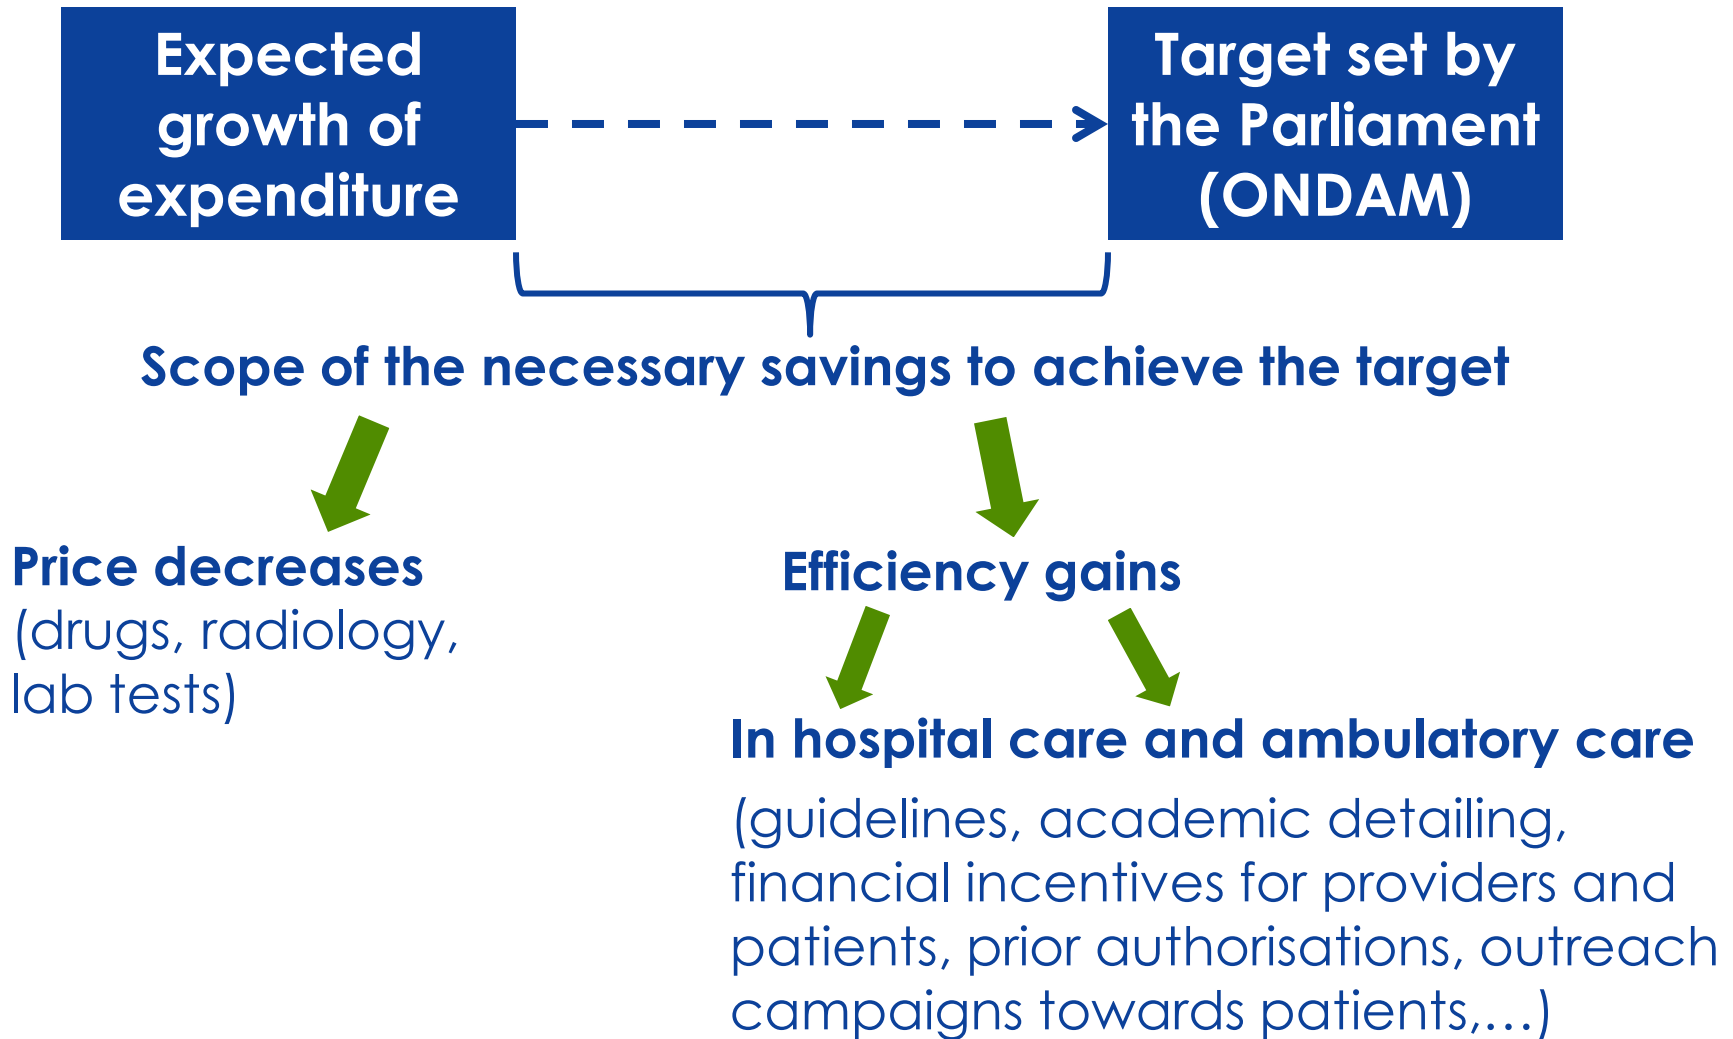 Expected
growth of
expenditure
Target set by
the Parliament
(ONDAM)
Scope of the necessary savings to achieve the target
Price decreases
(drugs, radiology,
lab tests)
Efficiency gains
In hospital care and ambulatory care
(guidelines, academic detailing,
financial incentives for providers and
patients, prior authorisations, outreach
campaigns towards patients,…)